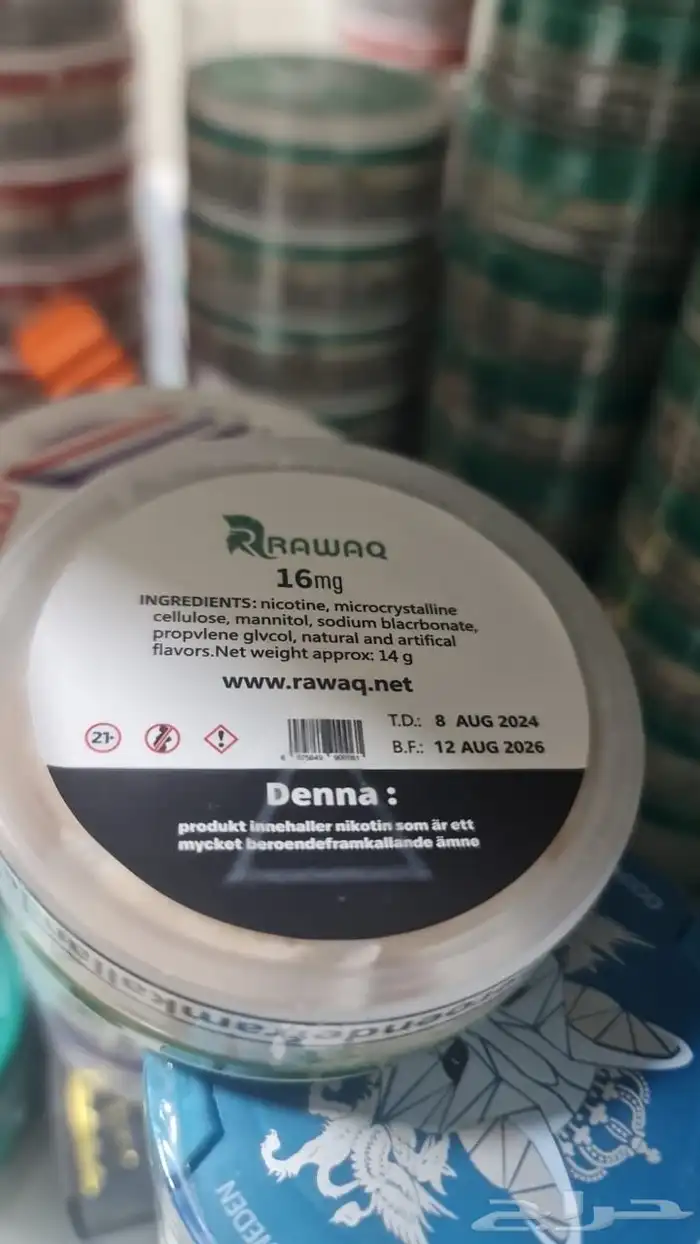 RAWAQ
16mg
INGREDIENTS: nicotine, microcrystalline
cellulose, mannitol, sodium blacrbonate,
propvlene glvcol, natural and artifical
flavors.Net weight approx: 14 g
www.rawaq.net
21+
T.D.: 8 AUG 2024
B.F.: 12 AUG 2026
Denna :
produkt innehaller nikotin som är ett
mycket beroendeframkallande ämne
حراج